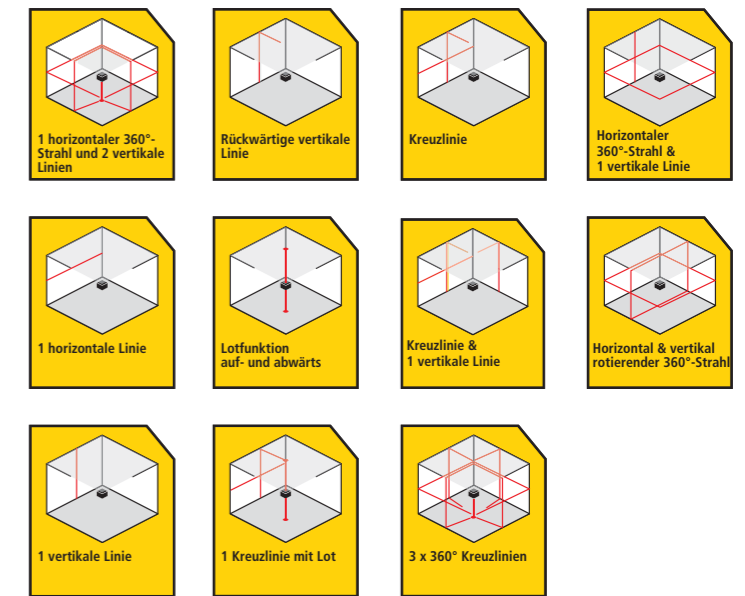 1 horizontaler 360°-
Strahl und 2 vertikale
Linien
Rückwärtige vertikale
Linie
Kreuzlinie
Horizontaler
360°-Strahl &
1 vertikale Linie
1 horizontale Linie
Lotfunktion
auf- und abwärts
Kreuzlinie &
1 vertikale Linie
Horizontal & vertikal
rotierender 360°-Strahl
1 vertikale Linie
1 Kreuzlinie mit Lot
3 x 360° Kreuzlinien